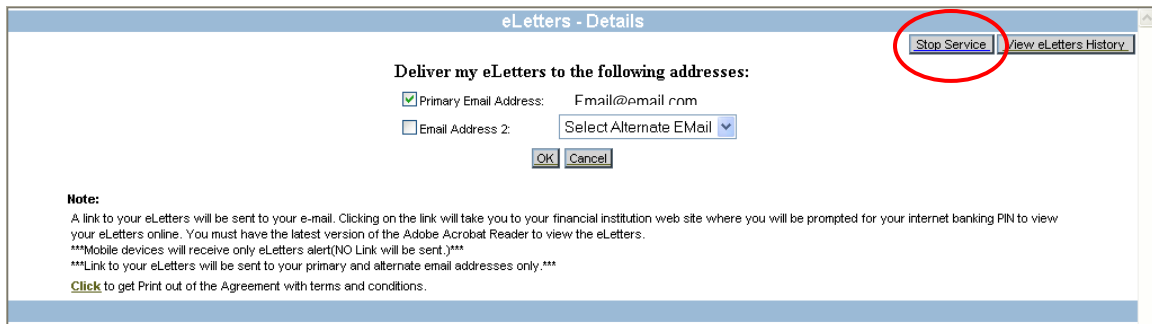 eLetters - Details
Stop Service View eLetters History
Deliver my eLetters to the following addresses:
Primary Email Address: Email@email.com
Email Address 2: Select Alternate EMail
OK Cancel
Note:
A link to your eLetters will be sent to your e-mail. Clicking on the link will take you to your financial institution web site where you will be prompted for your internet banking PIN to view
your eLetters online. You must have the latest version of the Adobe Acrobat Reader to view the eLetters.
***Mobile devices will receive only eLetters alert(NO Link will be sent.)***
***Link to your eLetters will be sent to your primary and alternate email addresses only.***
Click to get Print out of the Agreement with terms and conditions.